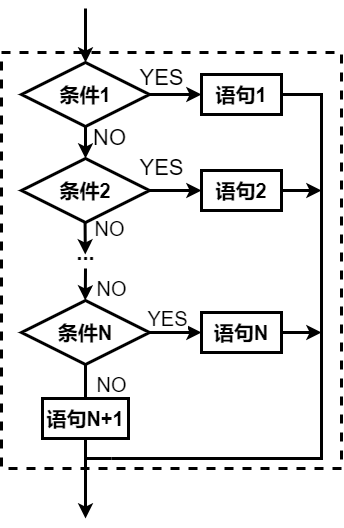 YES
条件1
语句1
NO
YES
条件2
语句2
NO
...
NO
YES
条件N
语句N
NO
语句N+1